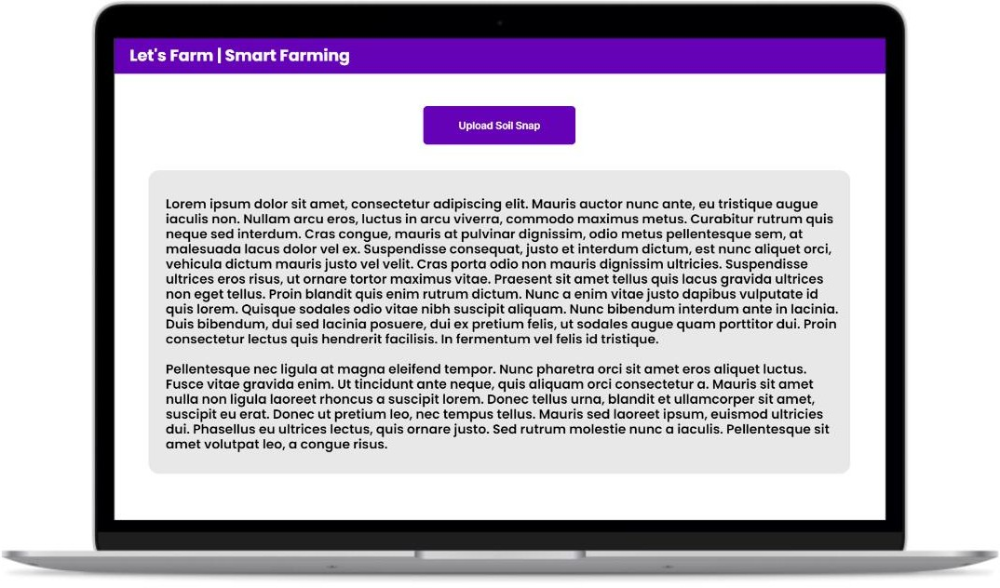 Let's Farm | Smart Farming
Upload Soil Snap
Lorem ipsum dolor sit amet, consectetur adipiscing elit. Mauris auctor nunc ante, eu tristique augue
iaculis non. Nullam arcu eros, luctus in arcu viverra, commodo maximus metus. Curabitur rutrum quis
neque sed interdum. Cras congue, mauris at pulvinar dignissim, odio metus pellentesque sem, at
malesuada lacus dolor vel ex. Suspendisse consequat, justo et interdum dictum, est nunc aliquet orci,
vehicula dictum mauris justo vel velit. Cras porta odio non mauris dignissim ultricies. Suspendisse
ultrices eros risus, ut ornare tortor maximus vitae. Praesent sit amet tellus quis lacus gravida ultrices
non eget tellus. Proin blandit quis enim rutrum dictum. Nunc a enim vitae justo dapibus vulputate id
quis lorem. Quisque sodales odio vitae nibh suscipit aliquam. Nunc bibendum interdum ante in lacinia.
Duis bibendum, dui sed lacinia posuere, dui ex pretium felis, ut sodales augue quam porttitor dui. Proin
consectetur lectus quis hendrerit facilisis. In fermentum vel felis id tristique.
Pellentesque nec ligula at magna eleifend tempor. Nunc pharetra orci sit amet eros aliquet luctus.
Fusce vitae gravida enim. Ut tincidunt ante neque, quis aliquam orci consectetur a. Mauris sit amet
nulla non ligula laoreet rhoncus a suscipit lorem. Donec tellus urna, blandit et ullamcorper sit amet,
suscipit eu erat. Donec ut pretium leo, nec tempus tellus. Mauris sed laoreet ipsum, euismod ultricies
dui. Phasellus eu ultrices lectus, quis ornare justo. Sed rutrum molestie nunc a iaculis. Pellentesque sit
amet volutpat leo, a congue risus.